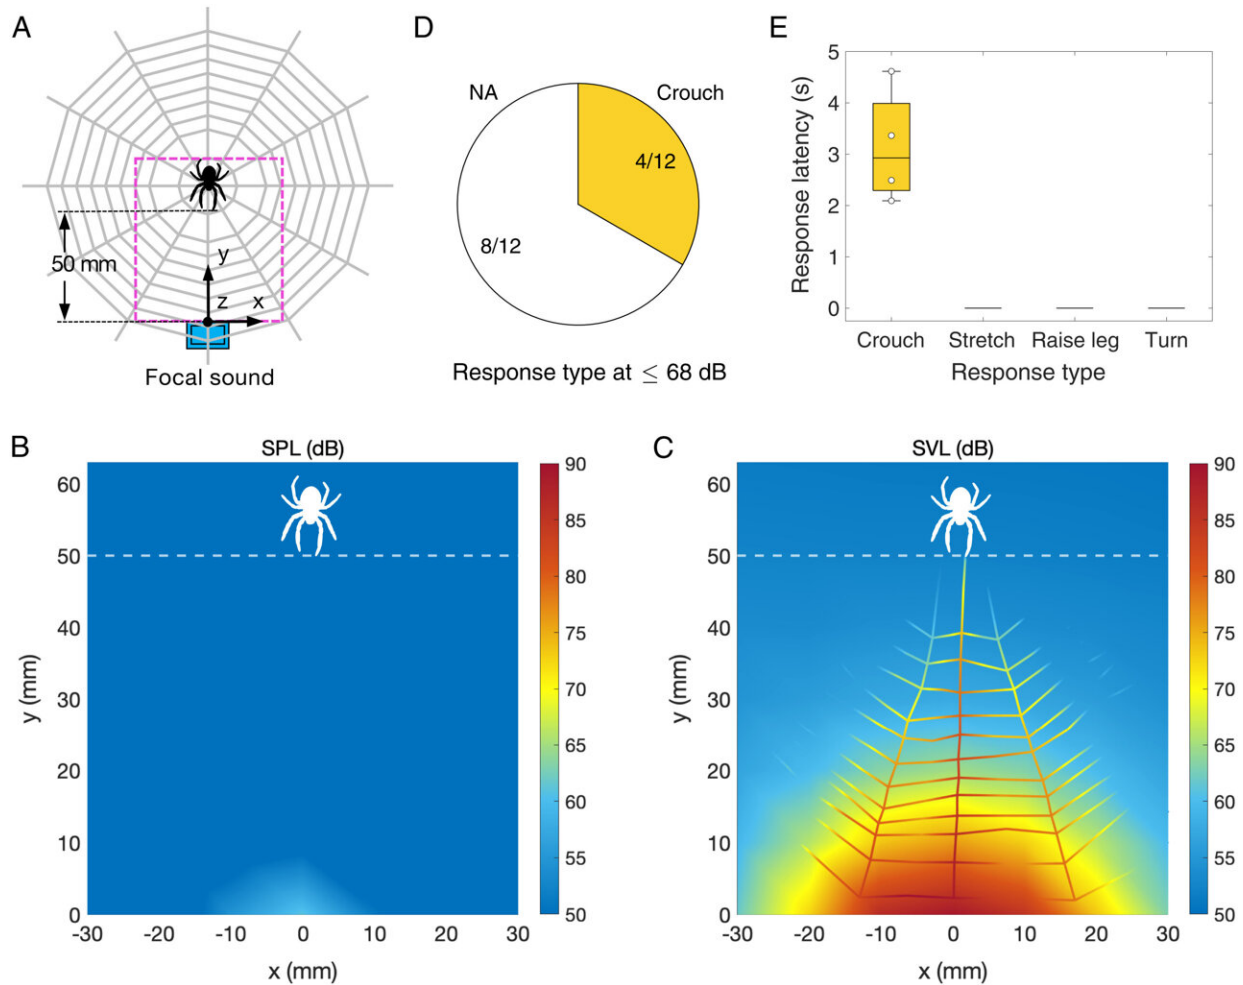 A
50 mm
y
z
x
Focal sound
D
NA
Crouch
4/12
8/12
Response type at ≤ 68 dB
E
Response latency (s)
5
4
3
2
1
0
Crouch
Stretch
Raise leg
Turn
Response type
B
SPL (dB)
y (mm)
60
50
40
30
20
10
0
-30
-20
-10
0
10
20
30
x (mm)
90
85
80
75
70
65
60
55
50
C
SVL (dB)
y (mm)
60
50
40
30
20
10
0
-30
-20
-10
0
10
20
30
x (mm)
90
85
80
75
70
65
60
55
50